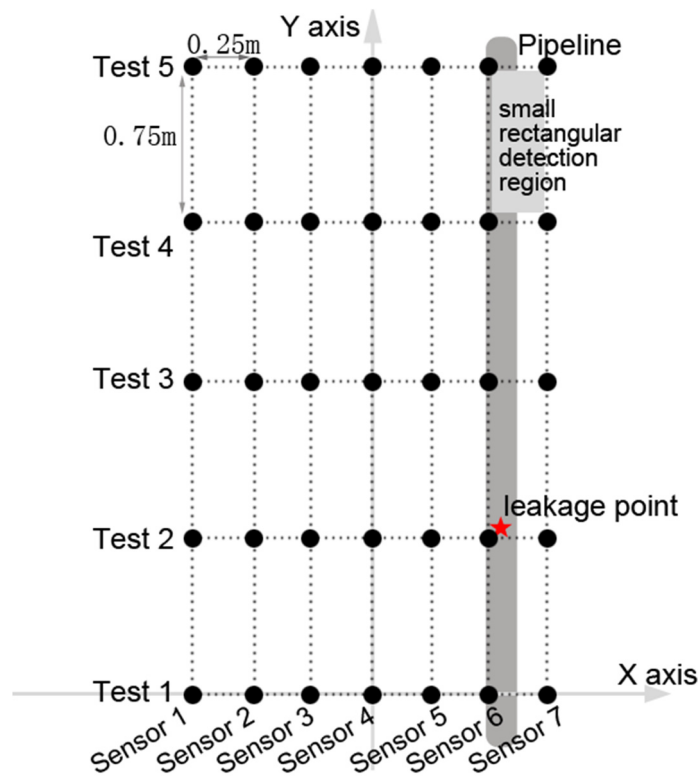 Y axis
0.25m
Pipeline
Test 5
small
rectangular
detection
region
0.75m
Test 4
Test 3
leakage point
Test 2
X axis
Test 1
Sensor 1
Sensor 2
Sensor 3
Sensor 4
Sensor 5
Sensor 6
Sensor 7